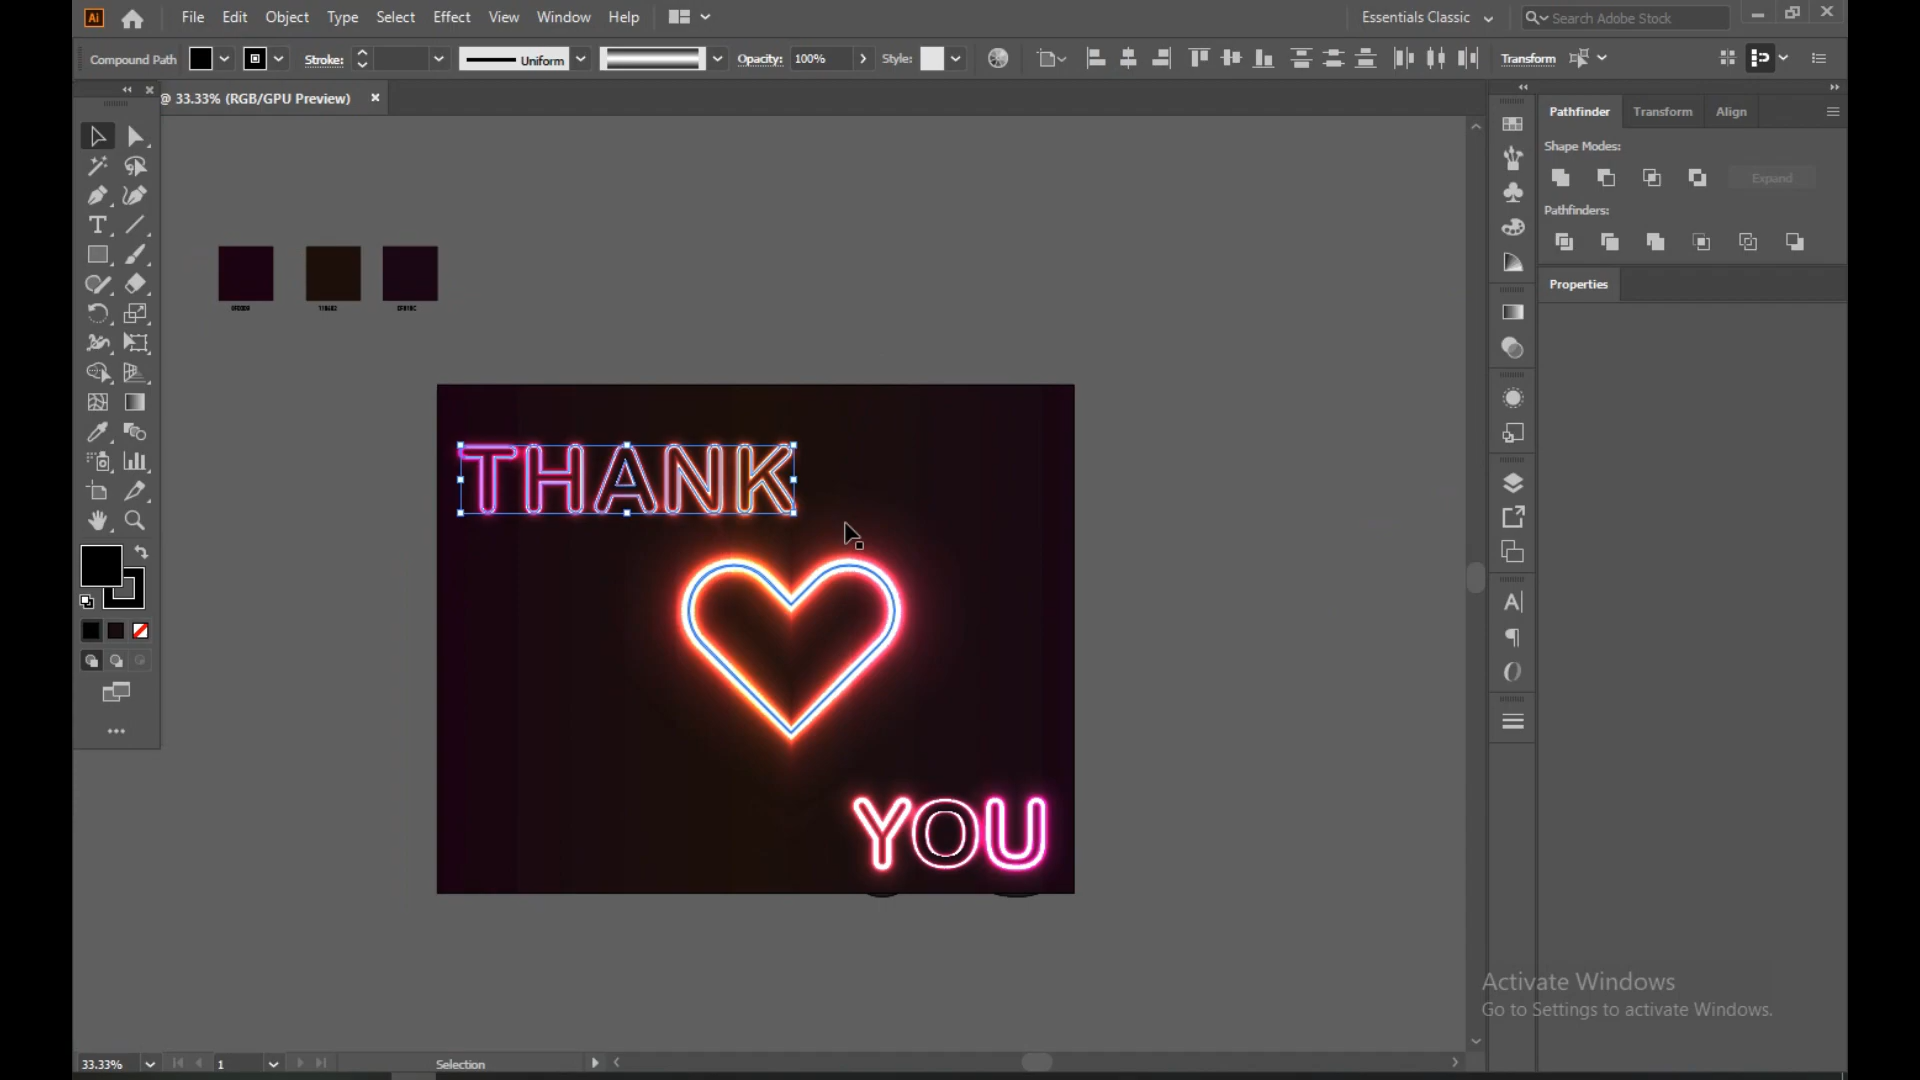 Ai File Edit Object Type Select Effect View Window Help Essentials Classic Search Adobe Stock
Compound Path Stroke: Uniform Opacity: 100% Style: Transform
@ 33.33% (RGB/GPU Preview)
Pathfinder Transform Align
Shape Modes:
Expand
Pathfinders:
Properties
THANK
YOU
Activate Windows
Go to Settings to activate Windows.
33.33% 1 Selection